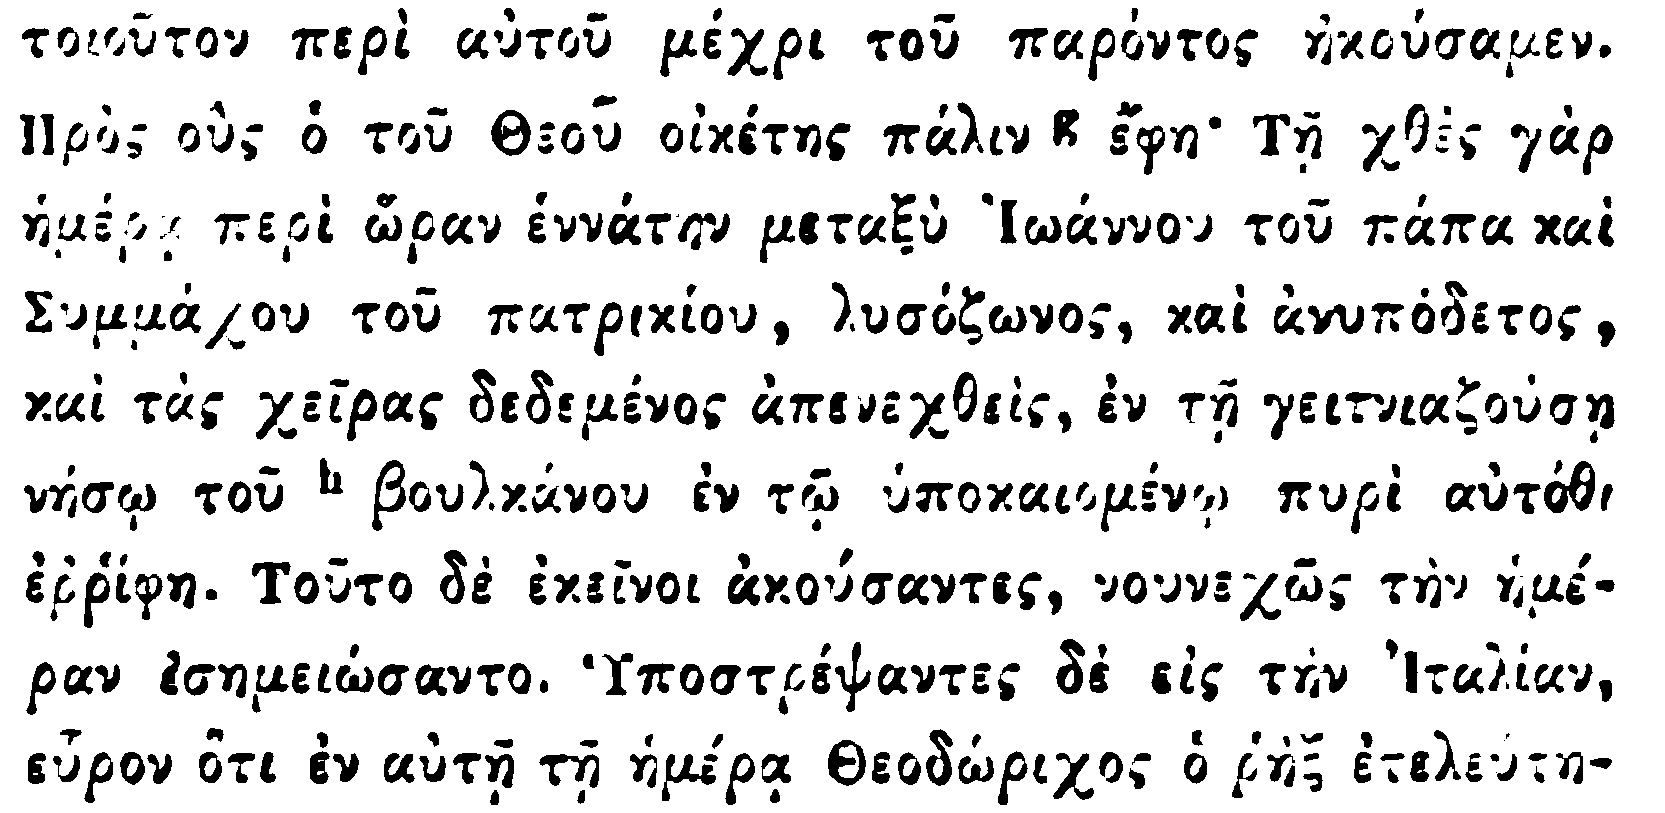 τοιοῦτον περὶ αὐτοῦ μέχρι τοῦ παρόντος ἠκούσαμεν.
Πρὸς οὓς ὁ τοῦ Θεοῦ οἰκέτης πάλιν g ἔφη· Τῇ χθὲς γὰρ
ἡμέρᾳ περὶ ὥραν ἐννάτην μεταξὺ Ἰωάννου τοῦ πάπα καὶ
Συμμάχου τοῦ πατρικίου, λυσόζωνος, καὶ ἀνυπόδετος,
καὶ τὰς χεῖρας δεδεμένος ἀπενεχθεὶς, ἐν τῇ γειτνιαζούσῃ
νήσῳ τοῦ h βουλκάνου ἐν τῷ ὑποκαιομένῳ πυρὶ αὐτόθι
ἐῤῥίφη. Τοῦτο δὲ ἐκεῖνοι ἀκούσαντες, νουνεχῶς τὴν ἡμέ-
ραν ἐσημειώσαντο. Ὑποστρέψαντες δὲ εἰς τὴν Ἰταλίαν,
εὗρον ὅτι ἐν αὐτῇ τῇ ἡμέρᾳ Θεοδώριχος ὁ ῥὴξ ἐτελεύτη-